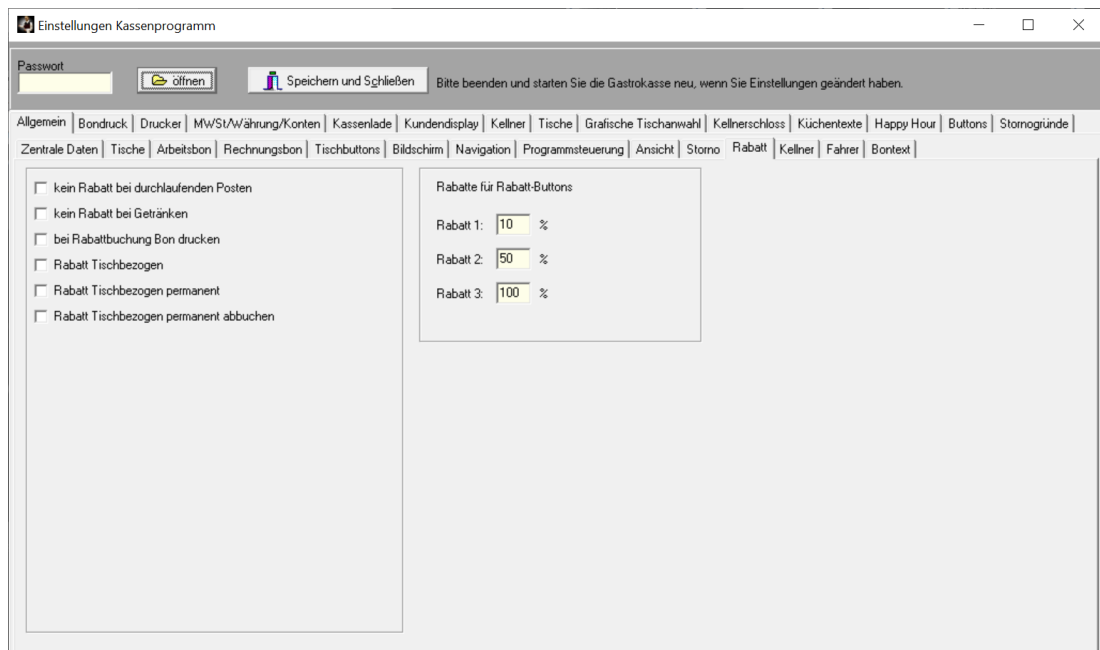 Einstellungen Kassenprogramm
Passwort
öffnen
Speichern und Schließen
Bitte beenden und starten Sie die Gastrokasse neu, wenn Sie Einstellungen geändert haben.
Allgemein Bondruck Drucker MWSt/Währung/Konten Kassenlade Kundendisplay Kellner Tische Grafische Tischanwahl Kellnerschloss Küchentexte Happy Hour Buttons Stornogründe
Zentrale Daten Tische Arbeitsbon Rechnungsbon Tischbuttons Bildschirm Navigation Programmsteuerung Ansicht Storno Rabatt Kellner Fahrer Bontext
kein Rabatt bei durchlaufenden Posten
kein Rabatt bei Getränken
bei Rabattbuchung Bon drucken
Rabatt Tischbezogen
Rabatt Tischbezogen permanent
Rabatt Tischbezogen permanent abbuchen
Rabatte für Rabatt-Buttons
Rabatt 1: 10 %
Rabatt 2: 50 %
Rabatt 3: 100 %